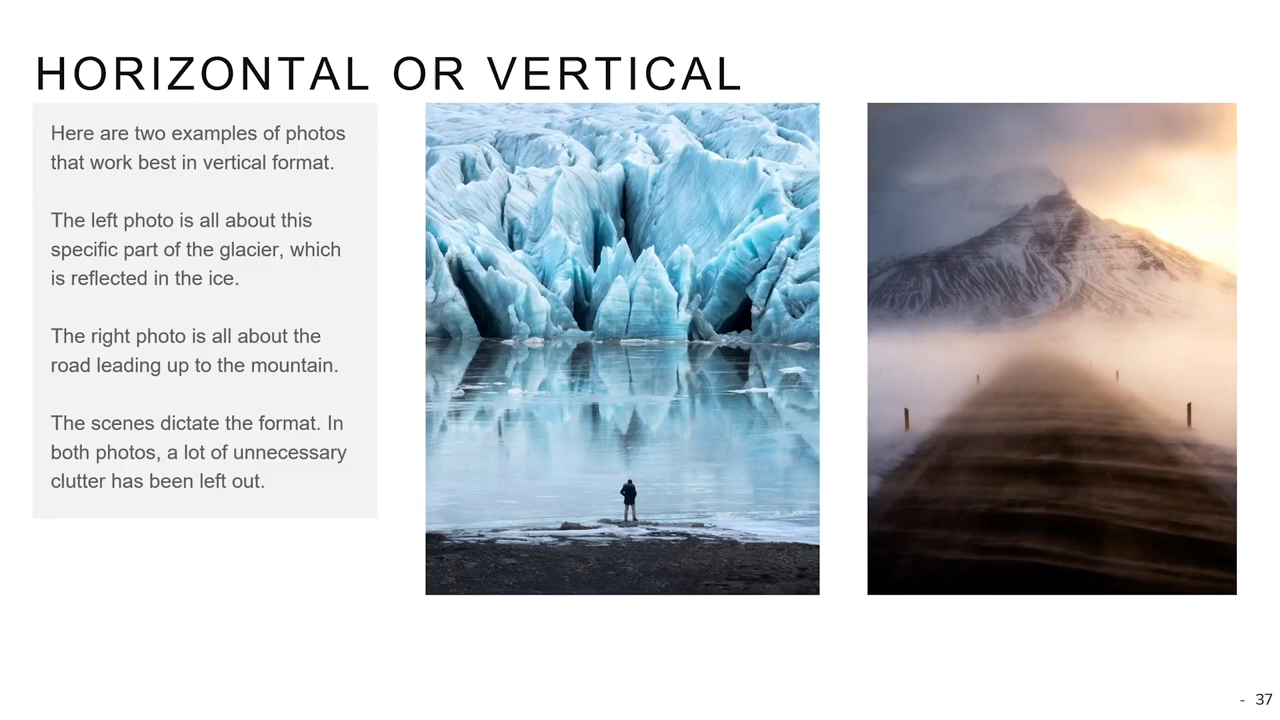 HORIZONTAL OR VERTICAL
Here are two examples of photos
that work best in vertical format.
The left photo is all about this
specific part of the glacier, which
is reflected in the ice.
The right photo is all about the
road leading up to the mountain.
The scenes dictate the format. In
both photos, a lot of unnecessary
clutter has been left out.
- 37